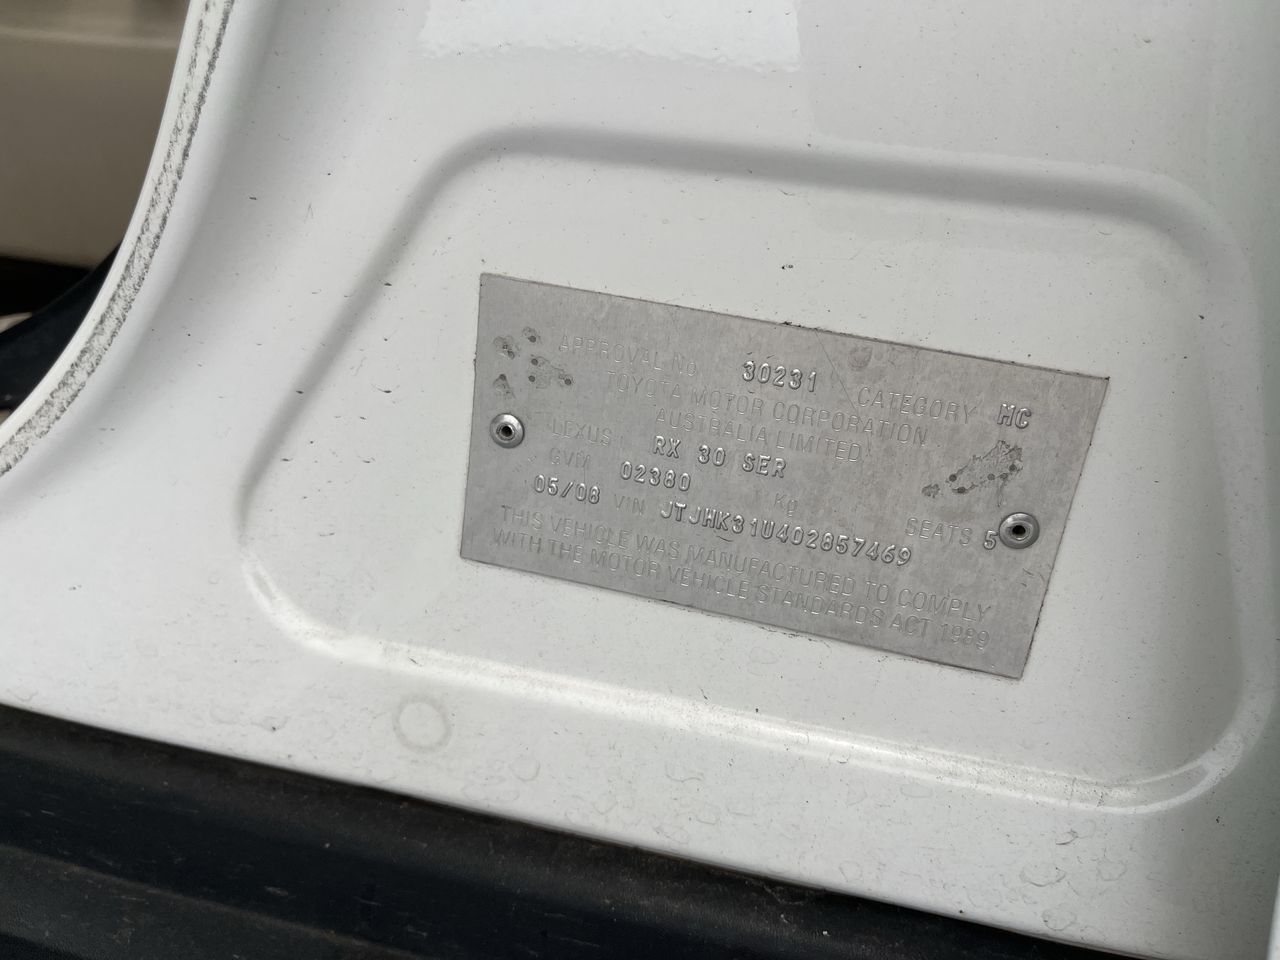 APPROVAL NO 30231 CATEGORY MC
TOYOTA MOTOR CORPORATION
AUSTRALIA LIMITED
LEXUS RX 30 SER
GVM 02380 Kg SEATS 5
05/08 VIN JTJHK31U402857469
THIS VEHICLE WAS MANUFACTURED TO COMPLY
WITH THE MOTOR VEHICLE STANDARDS ACT 1989